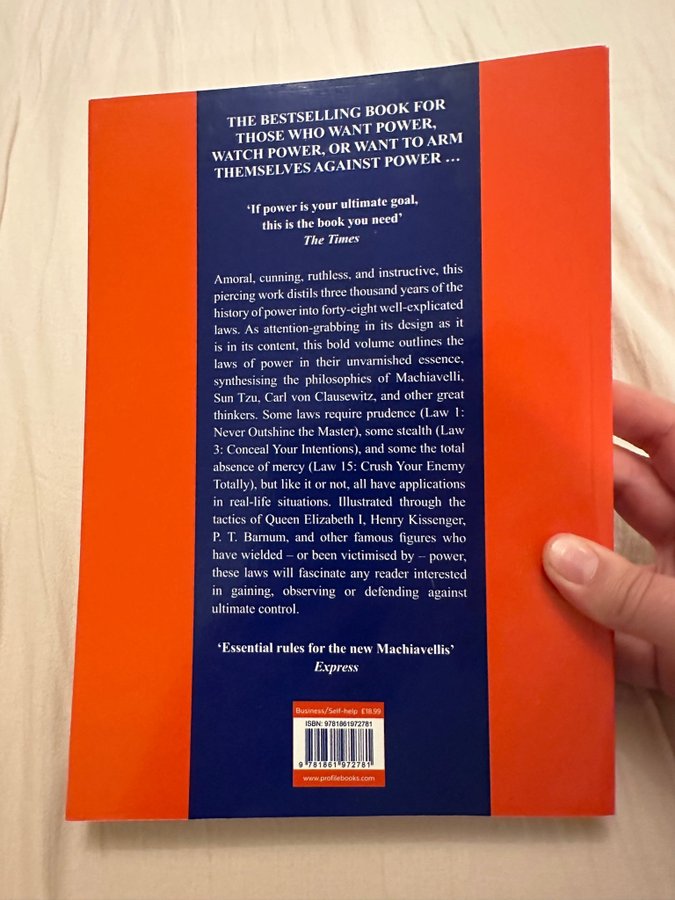 THE BESTSELLING BOOK FOR
THOSE WHO WANT POWER,
WATCH POWER, OR WANT TO ARM
THEMSELVES AGAINST POWER ...
‘If power is your ultimate goal,
this is the book you need’
The Times
Amoral, cunning, ruthless, and instructive, this
piercing work distils three thousand years of the
history of power into forty-eight well-explicated
laws. As attention-grabbing in its design as it
is in its content, this bold volume outlines the
laws of power in their unvarnished essence,
synthesising the philosophies of Machiavelli,
Sun Tzu, Carl von Clausewitz, and other great
thinkers. Some laws require prudence (Law 1:
Never Outshine the Master), some stealth (Law
3: Conceal Your Intentions), and some the total
absence of mercy (Law 15: Crush Your Enemy
Totally), but like it or not, all have applications
in real-life situations. Illustrated through the
tactics of Queen Elizabeth I, Henry Kissenger,
P. T. Barnum, and other famous figures who
have wielded – or been victimised by – power,
these laws will fascinate any reader interested
in gaining, observing or defending against
ultimate control.
‘Essential rules for the new Machiavellis’
Express
Business/Self-help £18.99
ISBN: 9781861972781
9 781861 972781
www.profilebooks.com